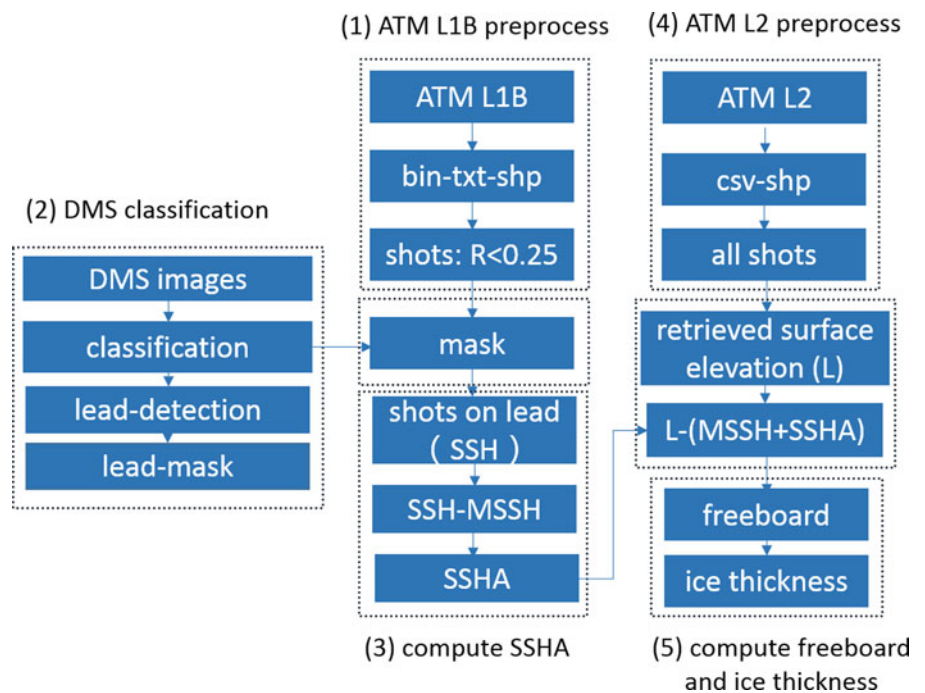 (1) ATM L1B preprocess
ATM L1B
bin-txt-shp
shots: R<0.25
mask
(2) DMS classification
DMS images
classification
lead-detection
lead-mask
shots on lead
( SSH )
SSH-MSSH
SSHA
(3) compute SSHA
(4) ATM L2 preprocess
ATM L2
csv-shp
all shots
retrieved surface
elevation (L)
L-(MSSH+SSHA)
freeboard
ice thickness
(5) compute freeboard
and ice thickness